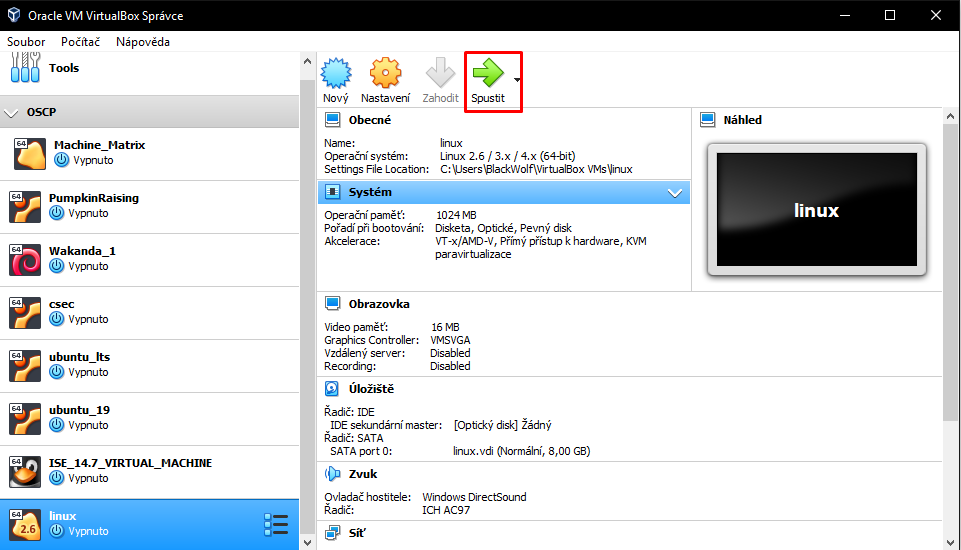 Oracle VM VirtualBox Správce
Soubor Počítač Nápověda
Tools
OSCP
64
Machine_Matrix
Vypnuto
64
PumpkinRaising
Vypnuto
64
Wakanda_1
Vypnuto
64
csec
Vypnuto
64
ubuntu_lts
Vypnuto
64
ubuntu_19
Vypnuto
64
ISE_14.7_VIRTUAL_MACHINE
Vypnuto
64
2.6
linux
Vypnuto
Nový Nastavení Zahodit Spustit
Obecné
Name: linux
Operační systém: Linux 2.6 / 3.x / 4.x (64-bit)
Settings File Location: C:\Users\BlackWolf\VirtualBox VMs\linux
Systém
Operační paměť: 1024 MB
Pořadí při bootování: Disketa, Optické, Pevný disk
Akcelerace: VT-x/AMD-V, Přímý přístup k hardware, KVM
paravirtualizace
Náhled
linux
Obrazovka
Video paměť: 16 MB
Graphics Controller: VMSVGA
Vzdálený server: Disabled
Recording: Disabled
Úložiště
Řadič: IDE
IDE sekundární master: [Optický disk] Žádný
Řadič: SATA
SATA port 0: linux.vdi (Normální, 8,00 GB)
Zvuk
Ovladač hostitele: Windows DirectSound
Řadič: ICH AC97
Síť